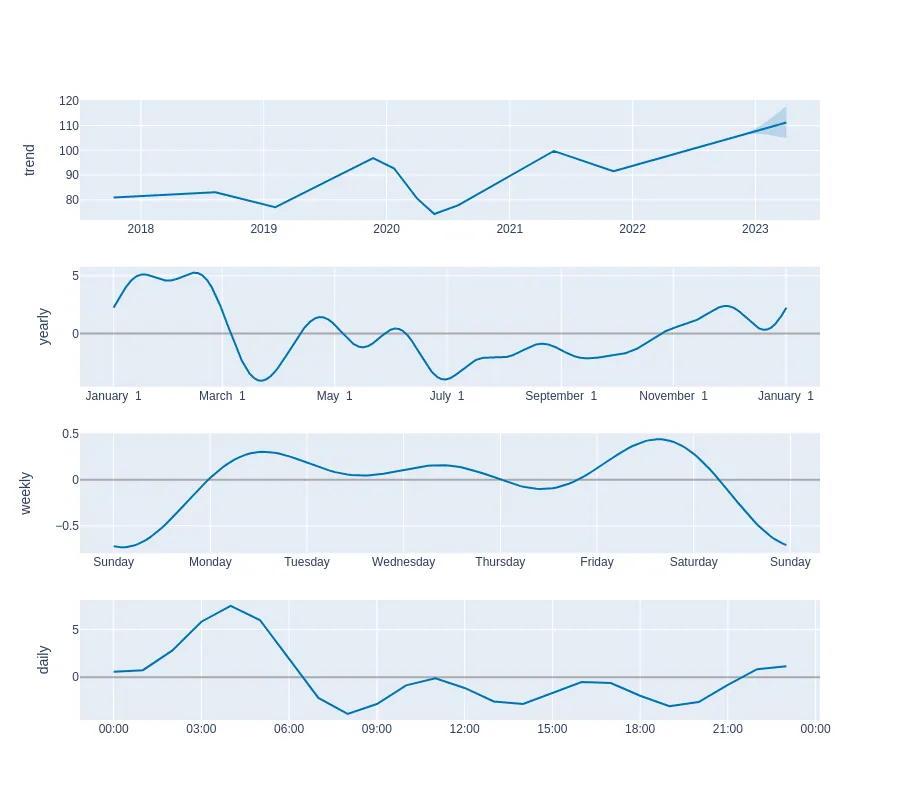 trend
120
110
100
90
80
2018 2019 2020 2021 2022 2023
yearly
5
0
January 1 March 1 May 1 July 1 September 1 November 1 January 1
weekly
0.5
0
−0.5
Sunday Monday Tuesday Wednesday Thursday Friday Saturday Sunday
daily
5
0
00:00 03:00 06:00 09:00 12:00 15:00 18:00 21:00 00:00